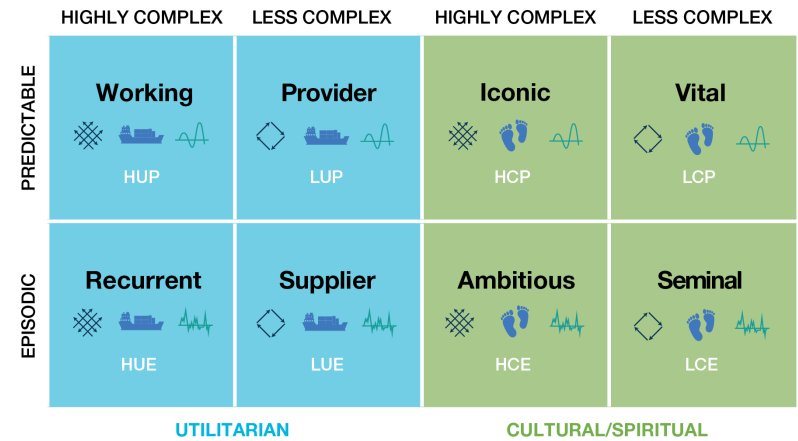 HIGHLY COMPLEX LESS COMPLEX HIGHLY COMPLEX LESS COMPLEX
PREDICTABLE
Working Provider Iconic Vital
HUP LUP HCP LCP
EPISODIC
Recurrent Supplier Ambitious Seminal
HUE LUE HCE LCE
UTILITARIAN CULTURAL/SPIRITUAL